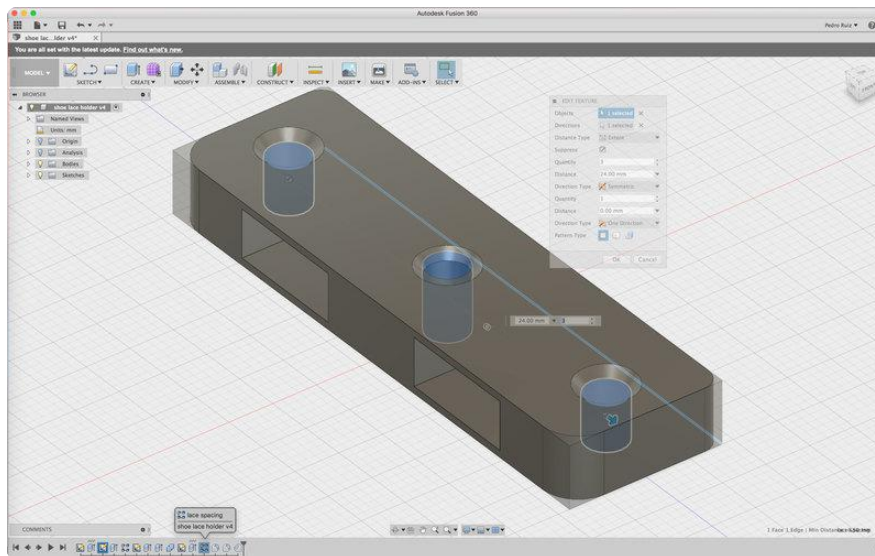 Autodesk Fusion 360
Pedro Ruiz
shoe lac...lder v4*
You are all set with the latest update. Find out what's new.
MODEL
SKETCH
CREATE
MODIFY
ASSEMBLE
CONSTRUCT
INSPECT
INSERT
MAKE
ADD-INS
SELECT
BROWSER
shoe lace holder v4
Named Views
Units: mm
Origin
Analysis
Bodies
Sketches
EDIT FEATURE
Objects 1 selected
Directions 1 selected
Distance Type Extent
Suppress
Quantity 3
Distance 24.00 mm
Direction Type Symmetric
Quantity 1
Distance 0.00 mm
Direction Type One Direction
Pattern Type
OK Cancel
24.00 mm 3
lace spacing
shoe lace holder v4
COMMENTS
1 Face 1 Edge | Min Distance